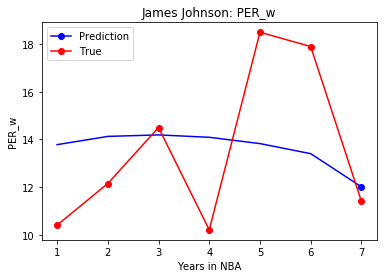 James Johnson: PER_w
Prediction
True
PER_w
18
16
14
12
10
1 2 3 4 5 6 7
Years in NBA